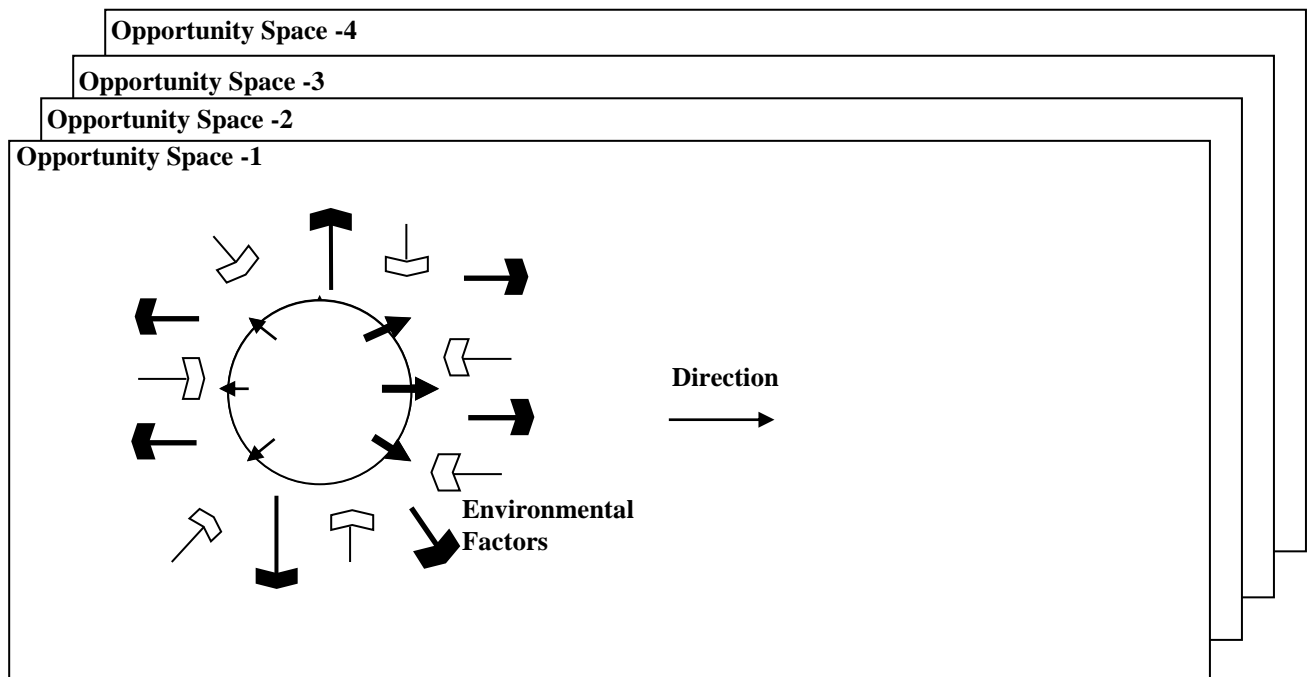 Opportunity Space -4
Opportunity Space -3
Opportunity Space -2
Opportunity Space -1
Direction
Environmental
Factors